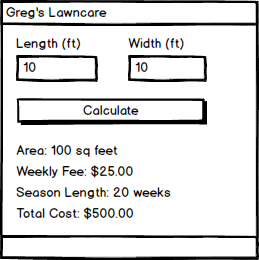 Greg's Lawncare
Length (ft) Width (ft)
10 10
Calculate
Area: 100 sq feet
Weekly Fee: $25.00
Season Length: 20 weeks
Total Cost: $500.00